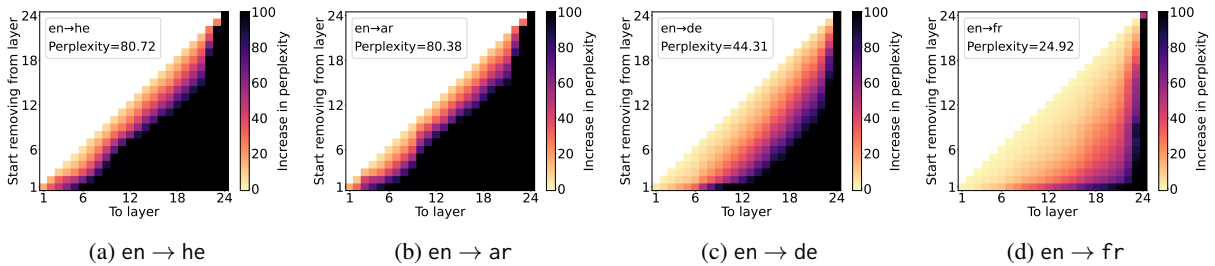 en→he
Perplexity=80.72
Start removing from layer
24
18
12
6
1
1 6 12 18 24
To layer
100
80
60
40
20
0
Increase in perplexity
(a) en → he
en→ar
Perplexity=80.38
Start removing from layer
24
18
12
6
1
1 6 12 18 24
To layer
100
80
60
40
20
0
Increase in perplexity
(b) en → ar
en→de
Perplexity=44.31
Start removing from layer
24
18
12
6
1
1 6 12 18 24
To layer
100
80
60
40
20
0
Increase in perplexity
(c) en → de
en→fr
Perplexity=24.92
Start removing from layer
24
18
12
6
1
1 6 12 18 24
To layer
100
80
60
40
20
0
Increase in perplexity
(d) en → fr